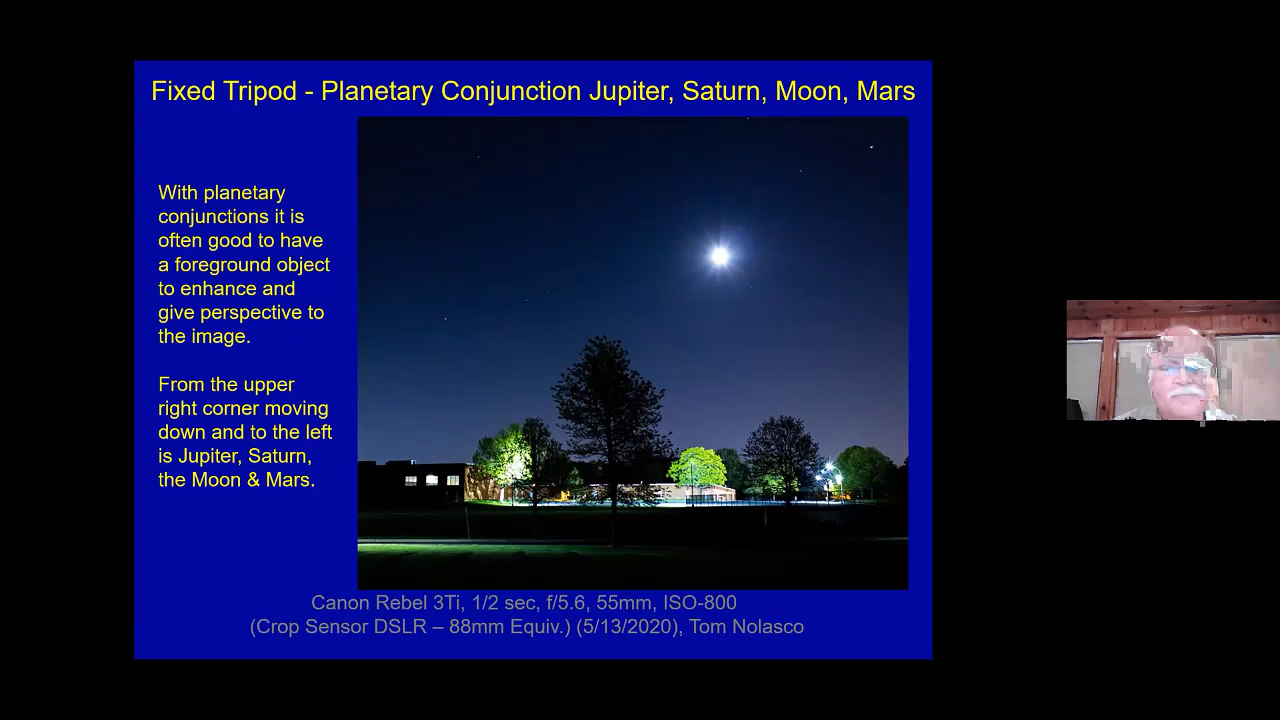 Fixed Tripod - Planetary Conjunction Jupiter, Saturn, Moon, Mars
With planetary
conjunctions it is
often good to have
a foreground object
to enhance and
give perspective to
the image.
From the upper
right corner moving
down and to the left
is Jupiter, Saturn,
the Moon & Mars.
Canon Rebel 3Ti, 1/2 sec, f/5.6, 55mm, ISO-800
(Crop Sensor DSLR – 88mm Equiv.) (5/13/2020), Tom Nolasco